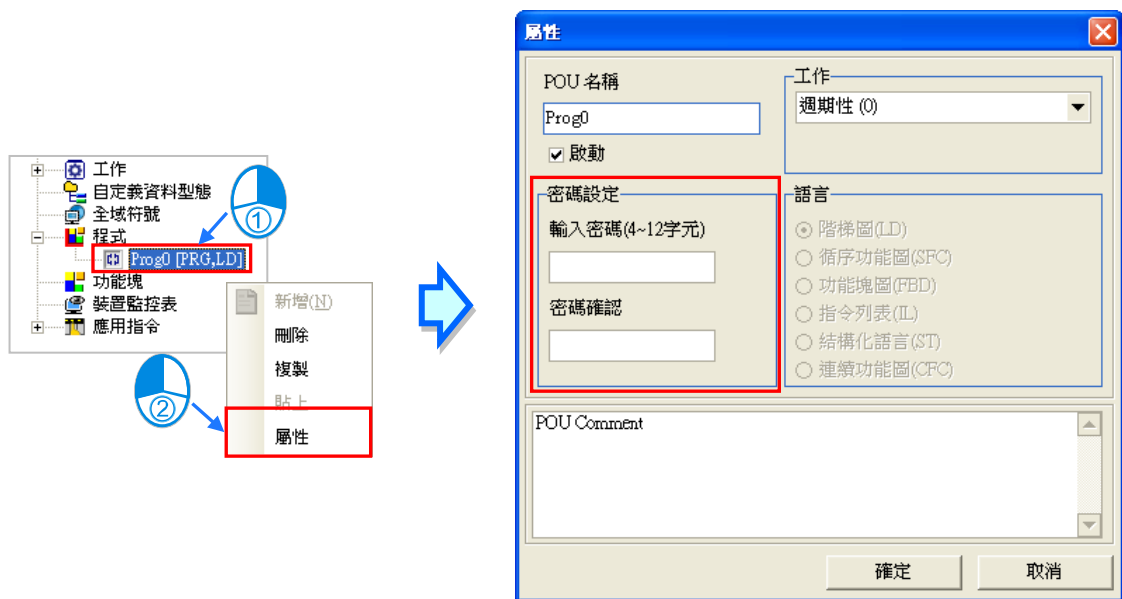 工作
自定義資料型態
全域符號
程式
Prog0 [PRG,LD]
功能塊
裝置監控表
應用指令
①
新增(N)
刪除
複製
貼上
屬性
②
屬性
POU 名稱
Prog0
啟動
工作
週期性 (0)
密碼設定
輸入密碼(4~12字元)
密碼確認
語言
階梯圖(LD)
循序功能圖(SFC)
功能塊圖(FBD)
指令列表(IL)
結構化語言(ST)
連續功能圖(CFC)
POU Comment
確定
取消